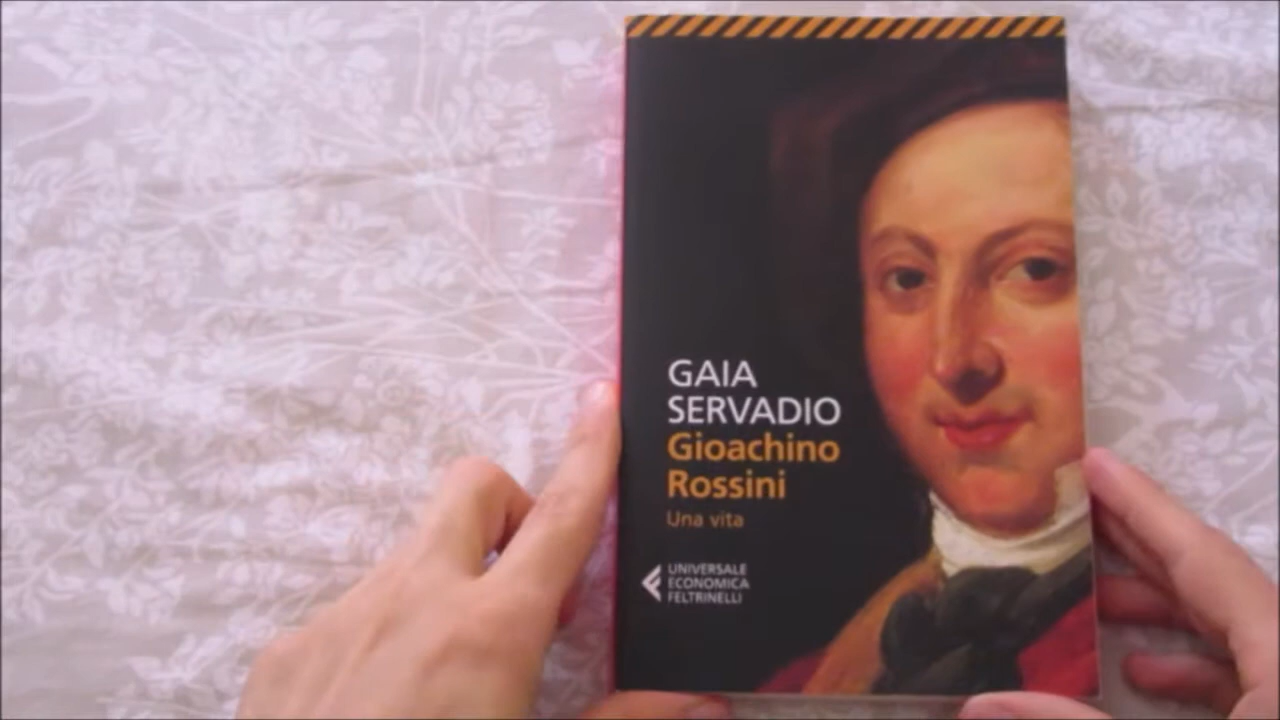 GAIA
SERVADIO
Gioachino
Rossini
Una vita
UNIVERSALE
ECONOMICA
FELTRINELLI